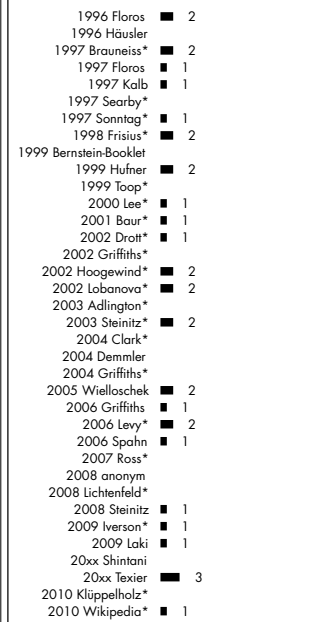 1996 Floros 2
1996 Häusler
1997 Brauneiss* 2
1997 Floros 1
1997 Kalb 1
1997 Searby*
1997 Sonntag* 1
1998 Frisius* 2
1999 Bernstein-Booklet
1999 Hufner 2
1999 Toop*
2000 Lee* 1
2001 Baur* 1
2002 Drott* 1
2002 Griffiths*
2002 Hoogewind* 2
2002 Lobanova* 2
2003 Adlington*
2003 Steinitz* 2
2004 Clark*
2004 Demmler
2004 Griffiths*
2005 Wielloschek 2
2006 Griffiths 1
2006 Levy* 2
2006 Spahn 1
2007 Ross*
2008 anonym
2008 Lichtenfeld*
2008 Steinitz 1
2009 Iverson* 1
2009 Laki 1
20xx Shintani
20xx Texier 3
2010 Klüppelholz*
2010 Wikipedia* 1